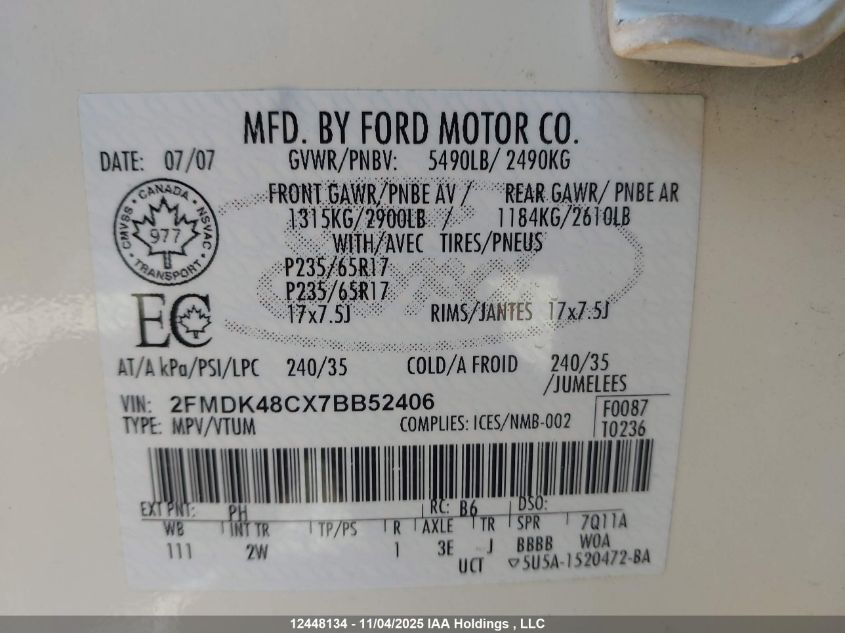 MFD. BY FORD MOTOR CO.
DATE: 07/07 GVWR/PNBV: 5490LB/ 2490KG
FRONT GAWR/PNBE AV / REAR GAWR/ PNBE AR
1315KG/2900LB / 1184KG/2610LB
WITH/AVEC TIRES/PNEUS
CANADA
CMVSS 977 NSVAC
TRANSPORT
P235/65R17
P235/65R17
EC 17x7.5J RIMS/JANTES 17x7.5J
AT/A kPa/PSI/LPC 240/35 COLD/A FROID 240/35
/JUMELEES
VIN: 2FMDK48CX7BB52406 F0087
TYPE: MPV/VTUM COMPLIES: ICES/NMB-002 T0236
EXT PNT: PH RC: B6 DSO:
WB INT TR TP/PS R AXLE TR SPR 7Q11A
111 2W 1 3E J BBBB W0A
UCT 5U5A-1520472-BA
12448134 - 11/04/2025 IAA Holdings , LLC